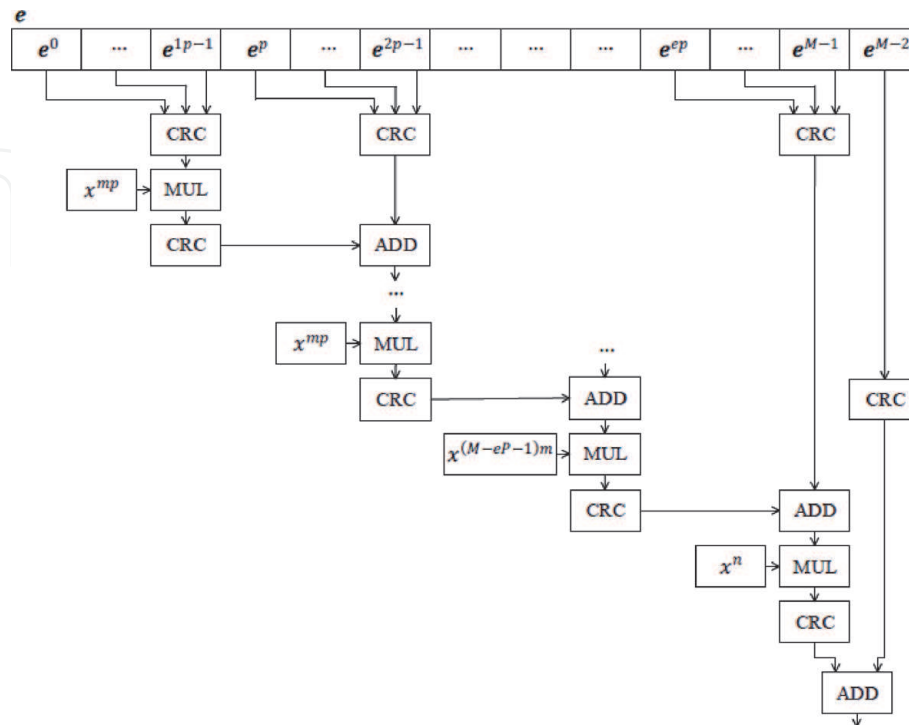 e
e^0 ... e^{1p-1} e^p ... e^{2p-1} ... ... ... e^{ep} ... e^{M-1} e^{M-2}
CRC CRC CRC
x^{mp} MUL
CRC ADD
...
x^{mp} MUL ...
CRC ADD CRC
x^{(M-eP-1)m} MUL
CRC ADD
x^n MUL
CRC
ADD